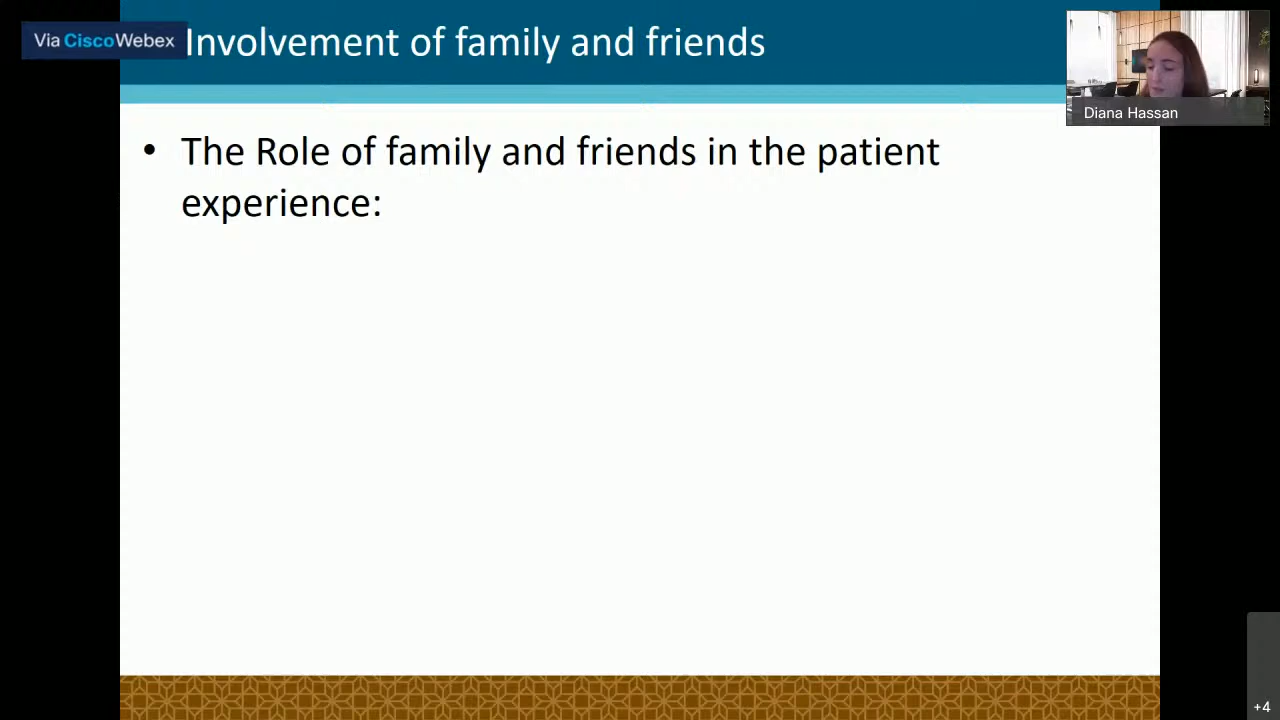 Via CiscoWebex
Involvement of family and friends
Diana Hassan
• The Role of family and friends in the patient
experience:
+4